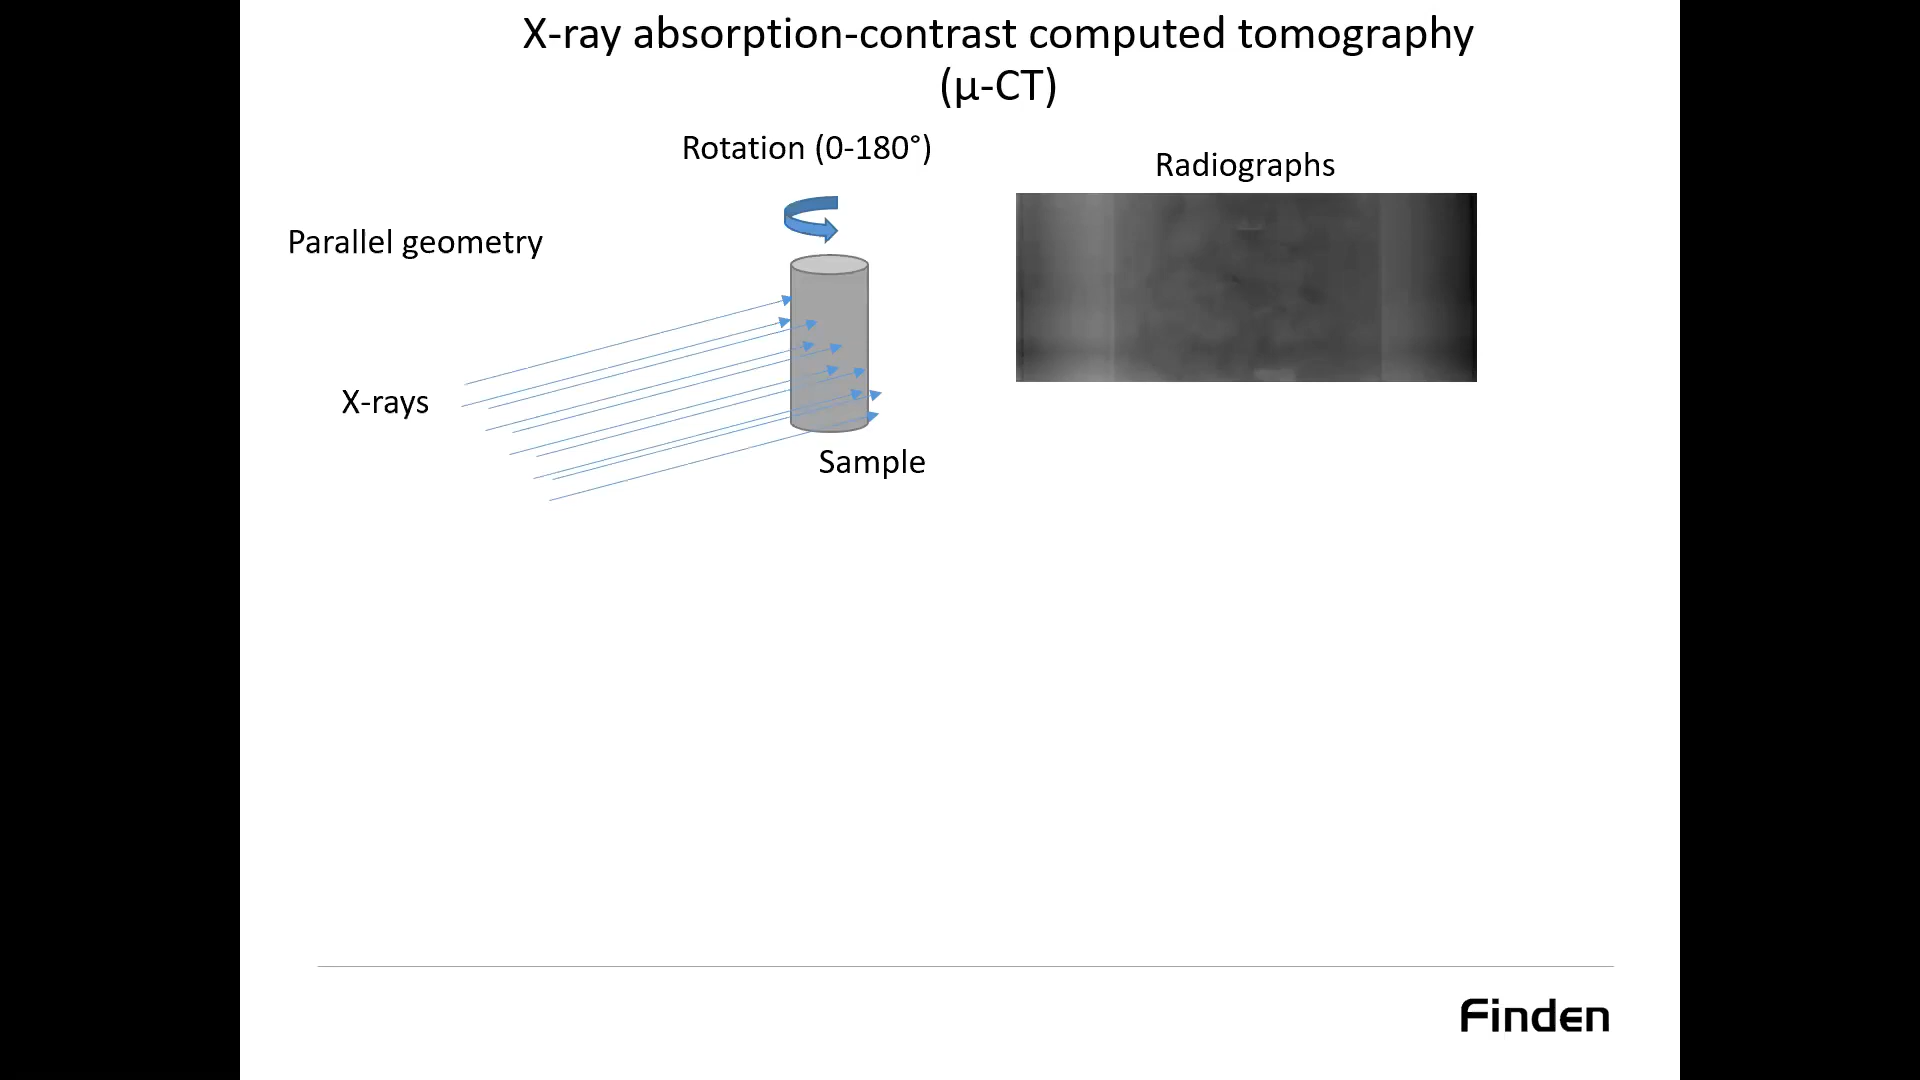 X-ray absorption-contrast computed tomography
(μ-CT)
Rotation (0-180°)
Radiographs
Parallel geometry
X-rays
Sample
Finden